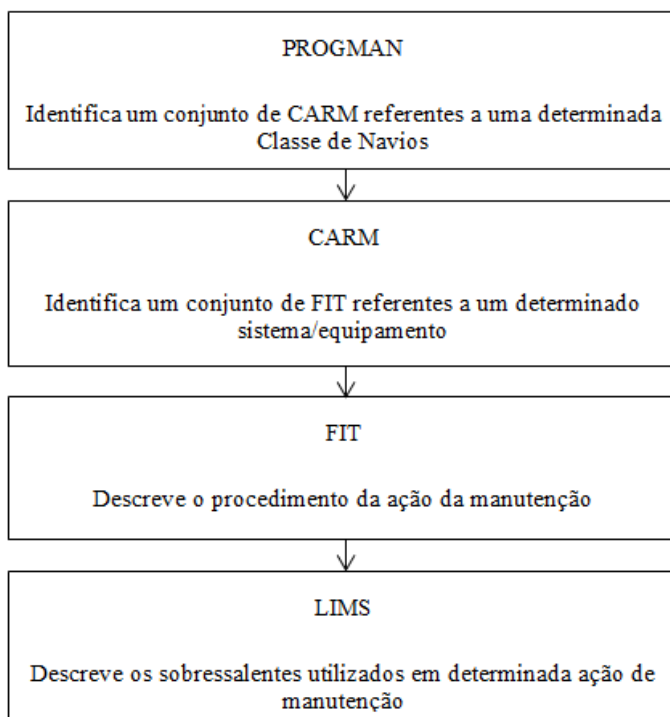 PROGMAN
Identifica um conjunto de CARM referentes a uma determinada
Classe de Navios
CARM
Identifica um conjunto de FIT referentes a um determinado
sistema/equipamento
FIT
Descreve o procedimento da ação da manutenção
LIMS
Descreve os sobressalentes utilizados em determinada ação de
manutenção